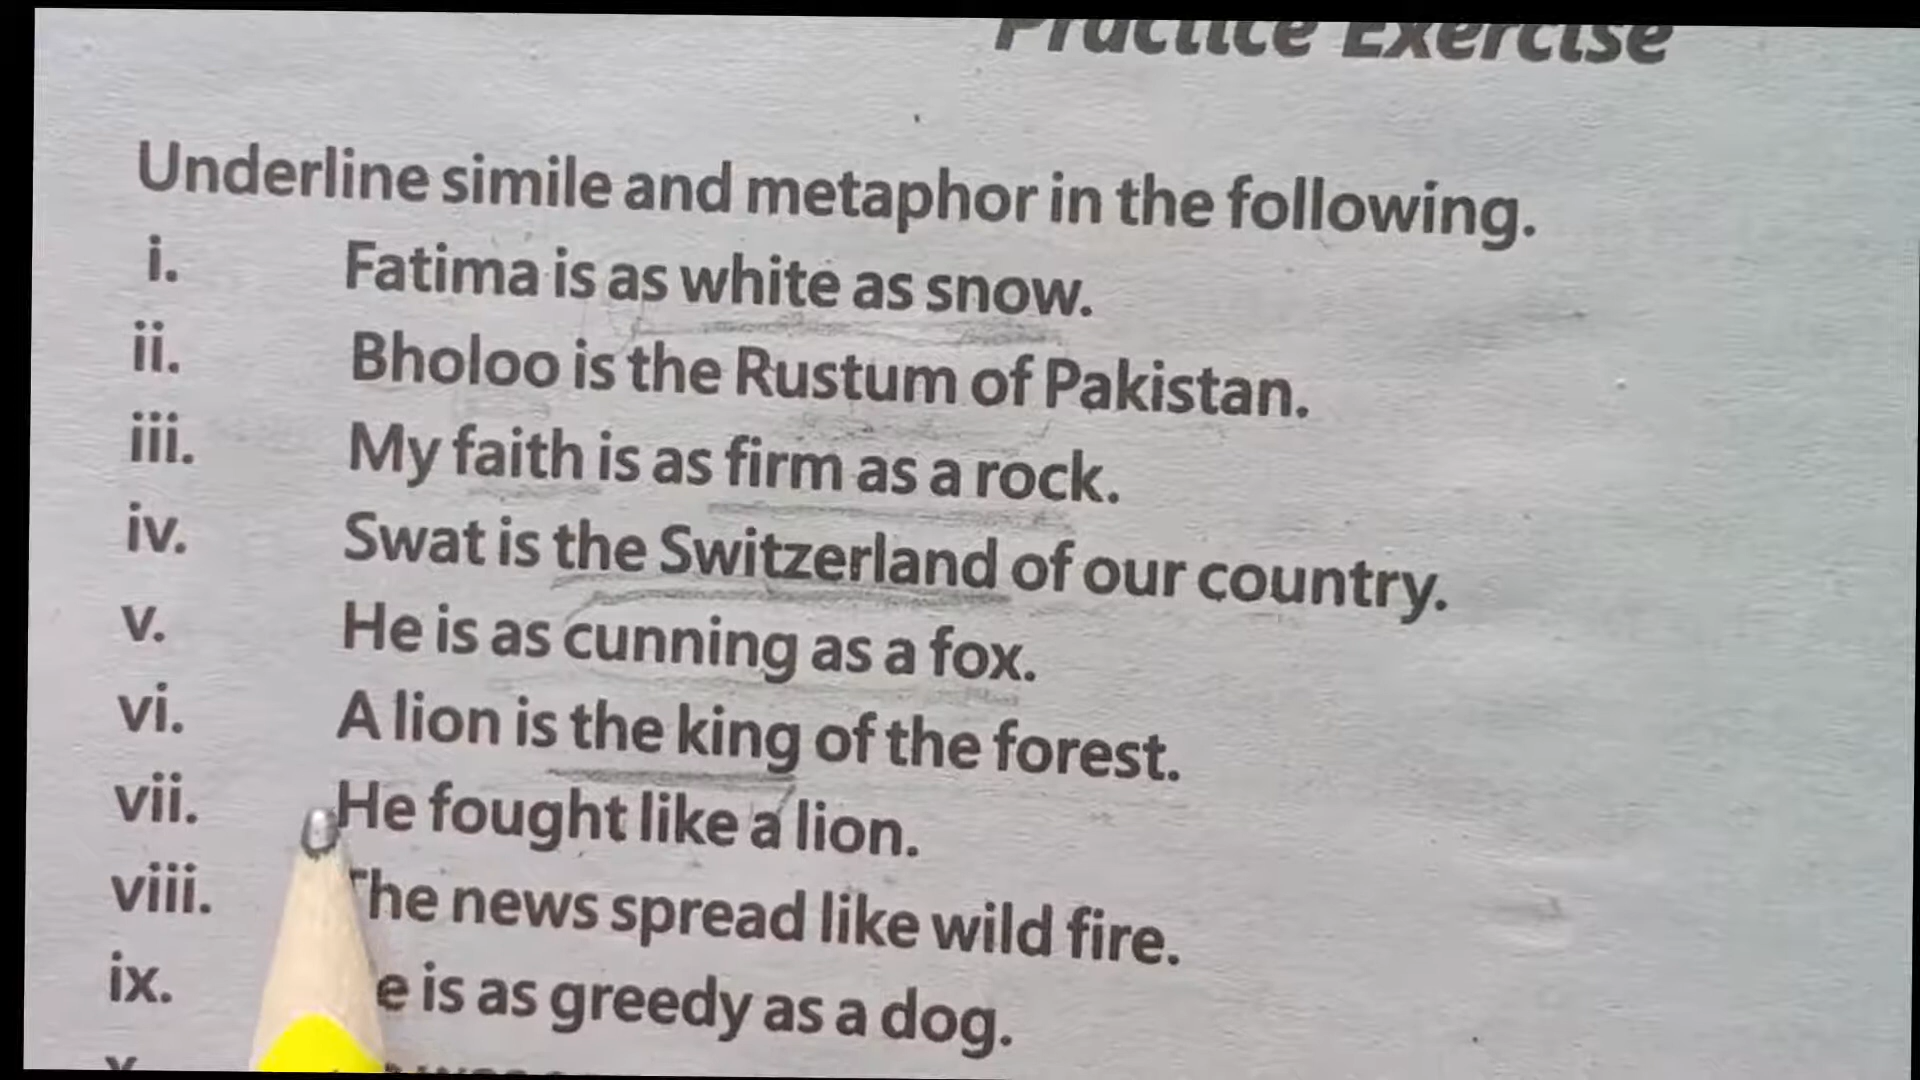 Practice Exercise
Underline simile and metaphor in the following.
i. Fatima is as white as snow.
ii. Bholoo is the Rustum of Pakistan.
iii. My faith is as firm as a rock.
iv. Swat is the Switzerland of our country.
v. He is as cunning as a fox.
vi. A lion is the king of the forest.
vii. He fought like a lion.
viii. The news spread like wild fire.
ix. e is as greedy as a dog.